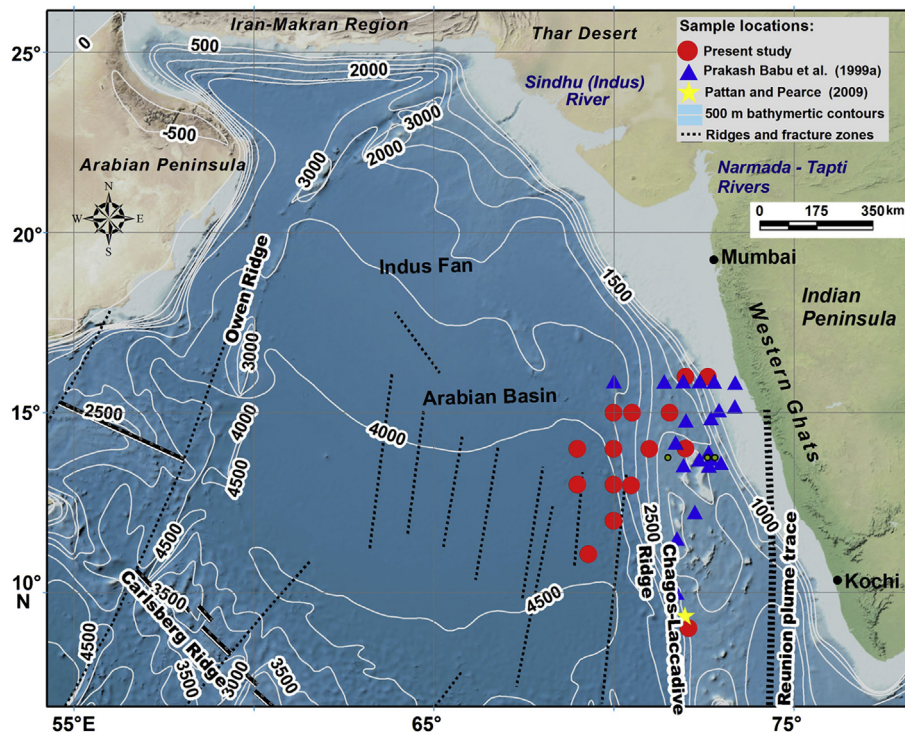 Iran-Makran Region
Thar Desert
Sindhu (Indus)
River
Sample locations:
Present study
Prakash Babu et al. (1999a)
Pattan and Pearce (2009)
500 m bathymertic contours
Ridges and fracture zones
25°
0
500
2000
3000
2000
3000
-500
Arabian Peninsula
N
W E
S
Narmada - Tapti
Rivers
0 175 350 km
20°
Mumbai
Indus Fan
1500
Owen Ridge
Indian
Peninsula
Western Ghats
3000
Arabian Basin
15°
2500
4000
4000
4500
2500
1000
4500
10°
N
Carlsberg Ridge
3500
4500
Chagos-Laccadive
Ridge
Reunion plume trace
Kochi
4500
3500
3000
3500
55°E
65°
75°